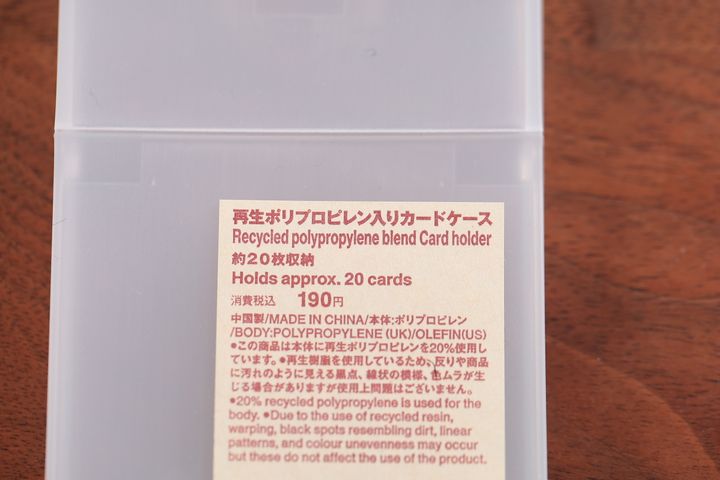 再生ポリプロピレン入りカードケース
Recycled polypropylene blend Card holder
約20枚収納
Holds approx. 20 cards
消費税込 190円
中国製/MADE IN CHINA/本体:ポリプロピレン
/BODY:POLYPROPYLENE (UK)/OLEFIN(US)
●この商品は本体に再生ポリプロピレンを20%使用し
ています。●再生樹脂を使用しているため、反りや商品
に汚れのように見える黒点、線状の模様、色ムラが生
じる場合がありますが使用上問題はございません。
●20% recycled polypropylene is used for the
body. ●Due to the use of recycled resin,
warping, black spots resembling dirt, linear
patterns, and colour unevenness may occur
but these do not affect the use of the product.